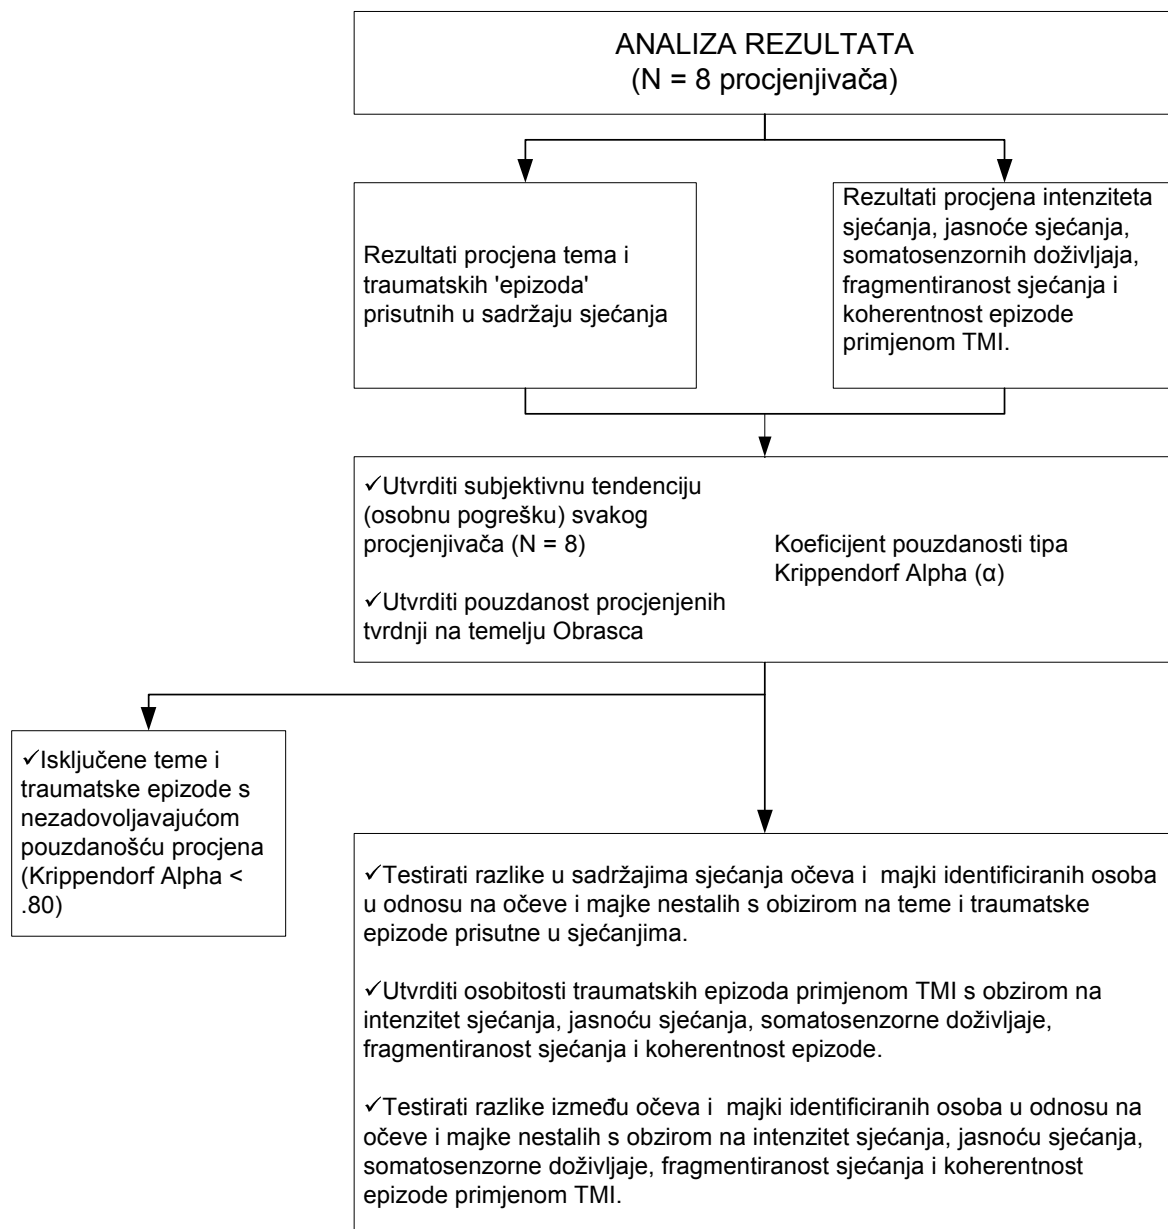 ANALIZA REZULTATA
(N = 8 procjenjivača)
Rezultati procjena tema i
traumatskih 'epizoda'
prisutnih u sadržaju sjećanja
Rezultati procjena intenziteta
sjećanja, jasnoće sjećanja,
somatosenzornih doživljaja,
fragmentiranost sjećanja i
koherentnost epizode
primjenom TMI.
✓Utvrditi subjektivnu tendenciju
(osobnu pogrešku) svakog
procjenjivača (N = 8)
✓Utvrditi pouzdanost procjenjenih
tvrdnji na temelju Obrasca
Koeficijent pouzdanosti tipa
Krippendorf Alpha (α)
✓Isključene teme i
traumatske epizode s
nezadovoljavajućom
pouzdanošću procjena
(Krippendorf Alpha <
.80)
✓Testirati razlike u sadržajima sjećanja očeva i  majki identificiranih osoba
u odnosu na očeve i majke nestalih s obizirom na teme i traumatske
epizode prisutne u sjećanjima.
✓Utvrditi osobitosti traumatskih epizoda primjenom TMI s obzirom na
intenzitet sjećanja, jasnoću sjećanja, somatosenzorne doživljaje,
fragmentiranost sjećanja i koherentnost epizode.
✓Testirati razlike između očeva i  majki identificiranih osoba u odnosu na
očeve i majke nestalih s obzirom na intenzitet sjećanja, jasnoću sjećanja,
somatosenzorne doživljaje, fragmentiranost sjećanja i koherentnost
epizode primjenom TMI.